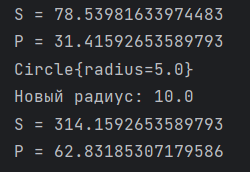 S = 78.53981633974483
P = 31.41592653589793
Circle{radius=5.0}
Новый радиус: 10.0
S = 314.1592653589793
P = 62.83185307179586